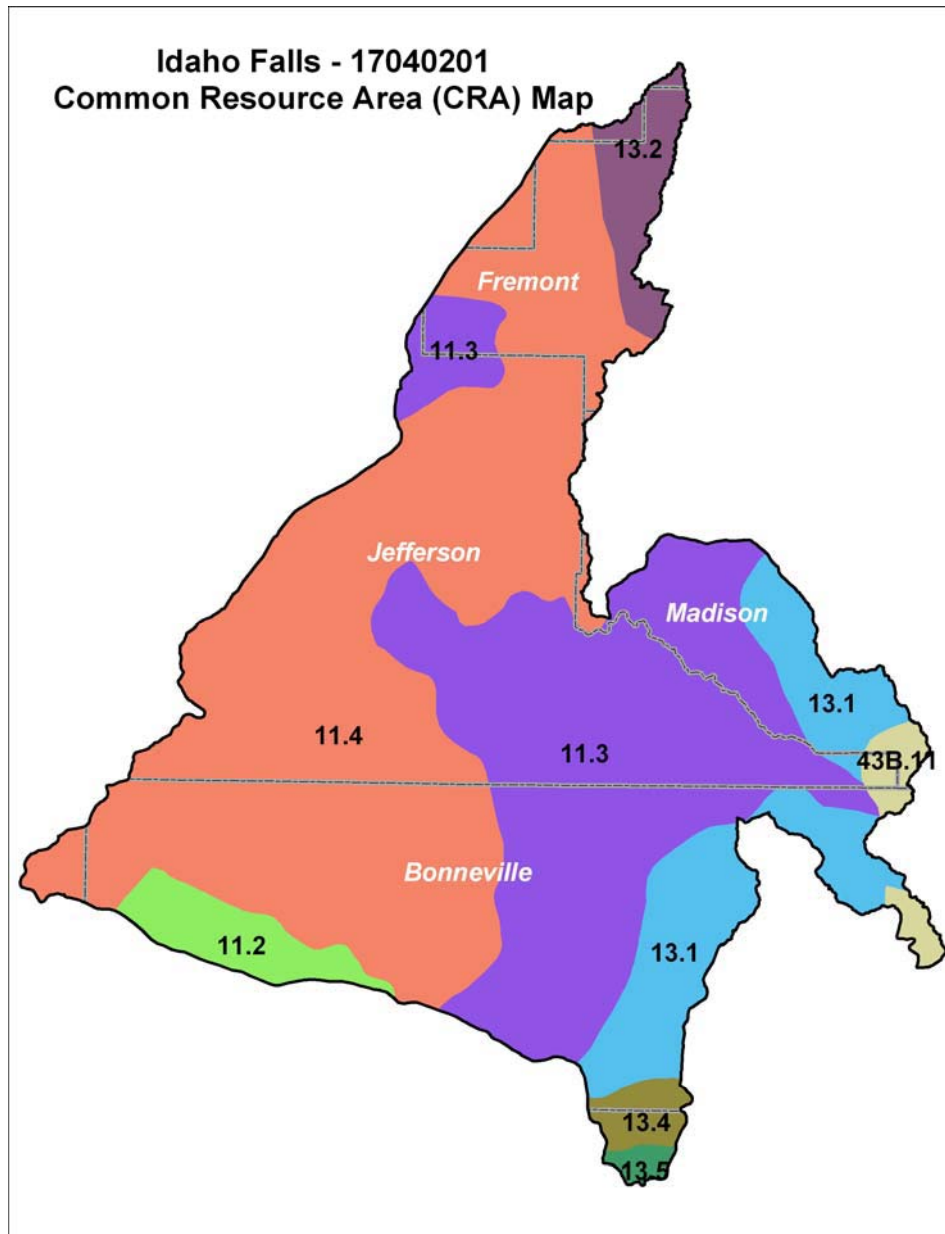 Idaho Falls - 17040201
Common Resource Area (CRA) Map
13.2
Fremont
11.3
Jefferson
Madison
13.1
11.4
11.3
43B.11
Bonneville
11.2
13.1
13.4
13.5